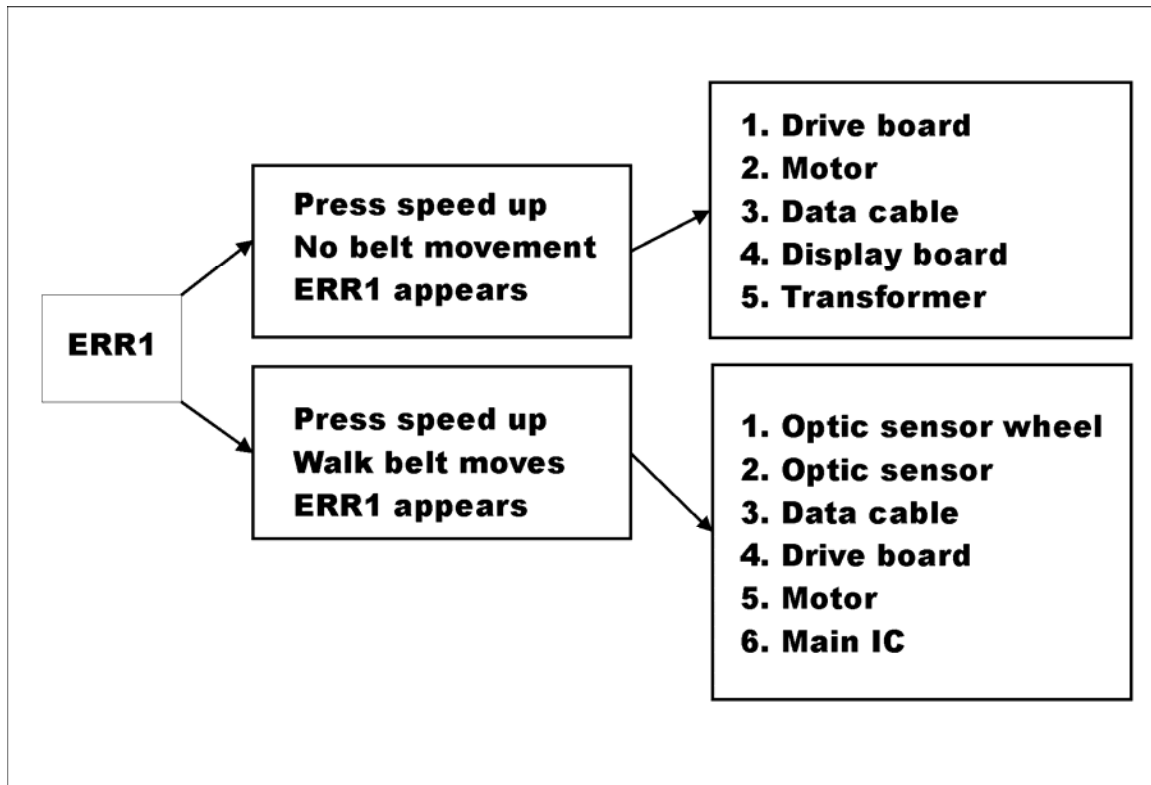 ERR1
Press speed up
No belt movement
ERR1 appears
1. Drive board
2. Motor
3. Data cable
4. Display board
5. Transformer
Press speed up
Walk belt moves
ERR1 appears
1. Optic sensor wheel
2. Optic sensor
3. Data cable
4. Drive board
5. Motor
6. Main IC